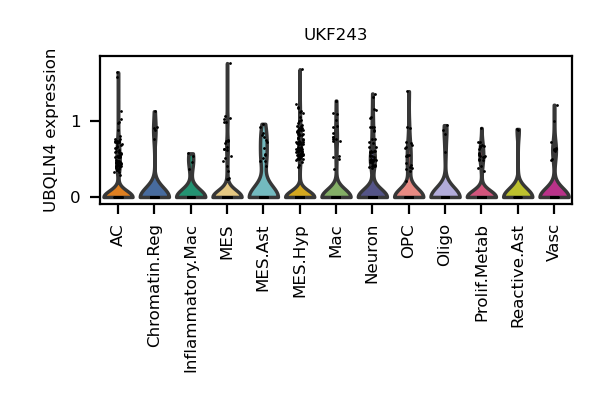 UKF243
UBQLN4 expression
1
0
AC
Chromatin.Reg
Inflammatory.Mac
MES
MES.Ast
MES.Hyp
Mac
Neuron
OPC
Oligo
Prolif.Metab
Reactive.Ast
Vasc